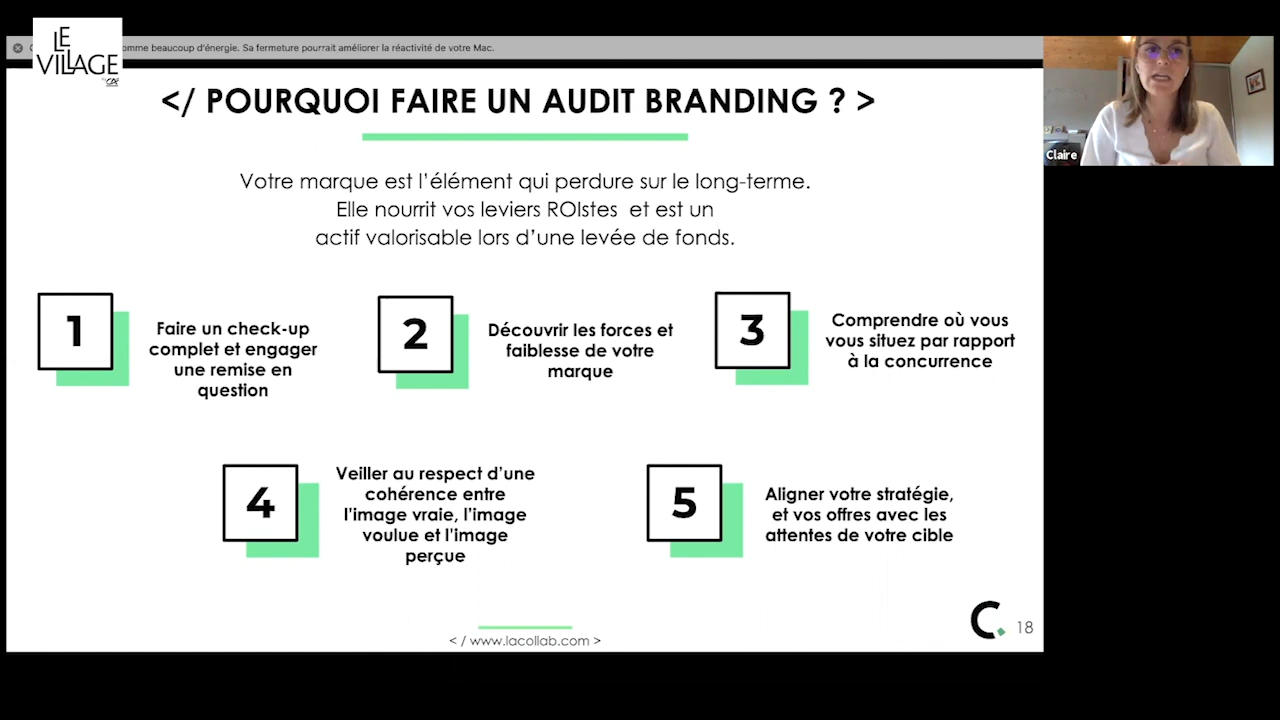 LE
VILLAGE
by CA
omme beaucoup d'énergie. Sa fermeture pourrait améliorer la réactivité de votre Mac.
</ POURQUOI FAIRE UN AUDIT BRANDING ? >
Votre marque est l'élément qui perdure sur le long-terme.
Elle nourrit vos leviers ROIstes et est un
actif valorisable lors d'une levée de fonds.
1
Faire un check-up
complet et engager
une remise en
question
2
Découvrir les forces et
faiblesse de votre
marque
3
Comprendre où vous
vous situez par rapport
à la concurrence
4
Veiller au respect d'une
cohérence entre
l'image vraie, l'image
voulue et l'image
perçue
5
Aligner votre stratégie,
et vos offres avec les
attentes de votre cible
< / www.lacollab.com >
C.
18
Claire